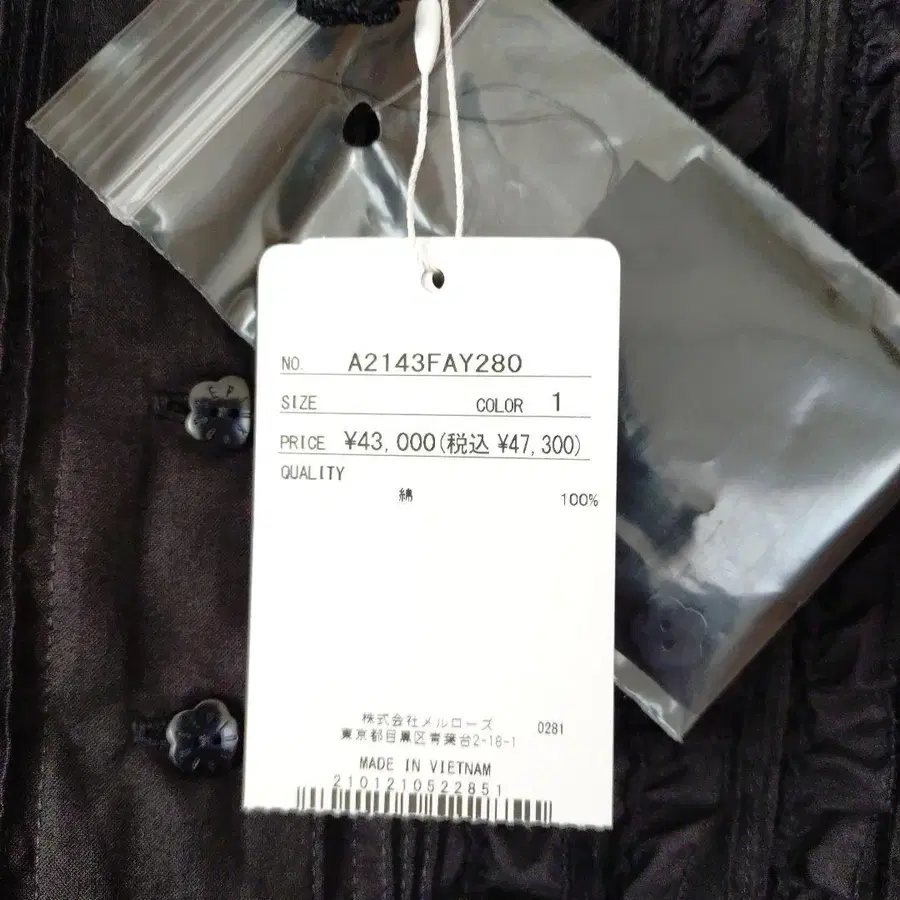 NO. A2143FAY280
SIZE COLOR 1
PRICE ¥43,000(税込 ¥47,300)
QUALITY
綿 100%
株式会社メルローズ 0281
東京都目黒区青葉台2-18-1
MADE IN VIETNAM
2101210522851